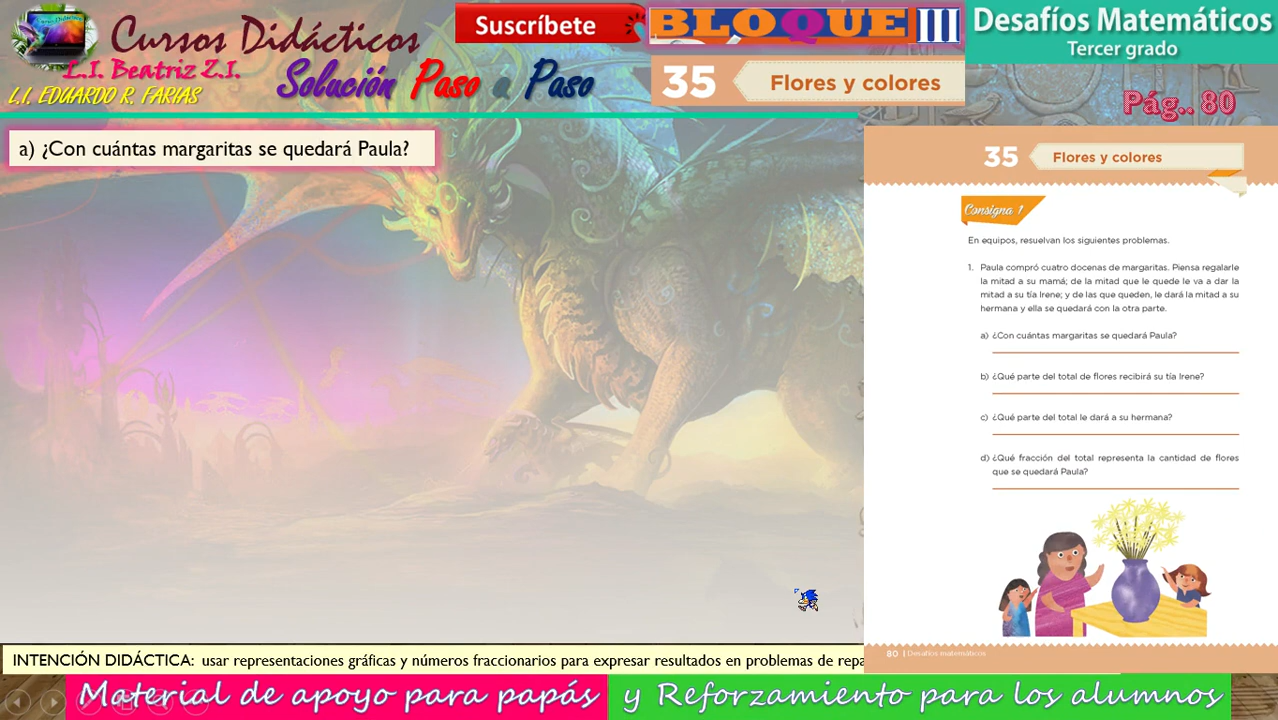 Cursos Didácticos
L.I. Beatriz Z.I.
L.I. EDUARDO R. FARIAS
Solución Paso a Paso
Suscríbete
BLOQUE III
35 Flores y colores
Desafíos Matemáticos
Tercer grado
Pág.. 80
a) ¿Con cuántas margaritas se quedará Paula?
35 Flores y colores
Consigna 1
En equipos, resuelvan los siguientes problemas.
1. Paula compró cuatro docenas de margaritas. Piensa regalarle
la mitad a su mamá; de la mitad que le quede le va a dar la
mitad a su tía Irene; y de las que queden, le dará la mitad a su
hermana y ella se quedará con la otra parte.
a) ¿Con cuántas margaritas se quedará Paula?
b) ¿Qué parte del total de flores recibirá su tía Irene?
c) ¿Qué parte del total le dará a su hermana?
d) ¿Qué fracción del total representa la cantidad de flores
que se quedará Paula?
80 | Desafíos matemáticos
INTENCIÓN DIDÁCTICA: usar representaciones gráficas y números fraccionarios para expresar resultados en problemas de repa
Material de apoyo para papás y Reforzamiento para los alumnos